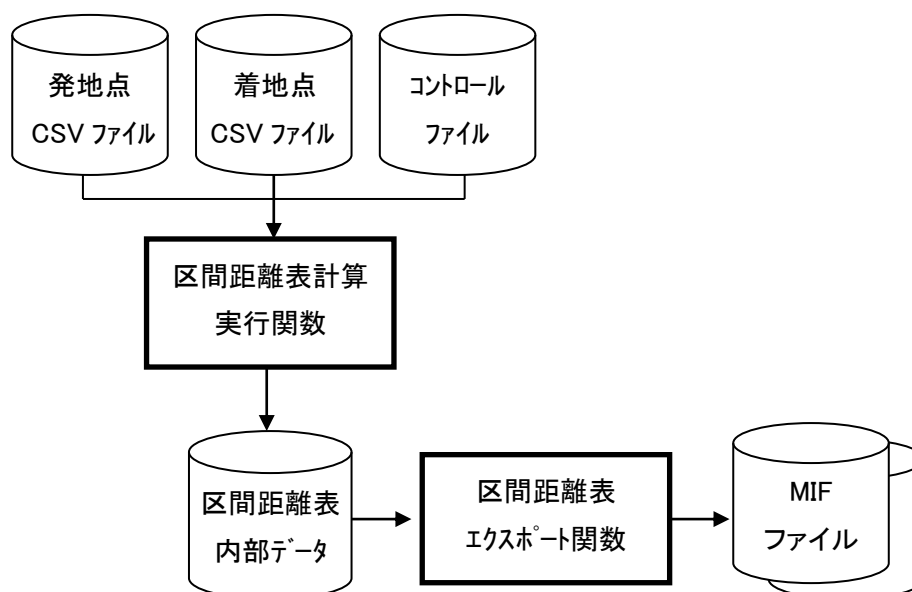 発地点
CSV ファイル
着地点
CSV ファイル
コントロール
ファイル
区間距離表計算
実行関数
区間距離表
内部データ
区間距離表
エクスポート関数
MIF
ファイル